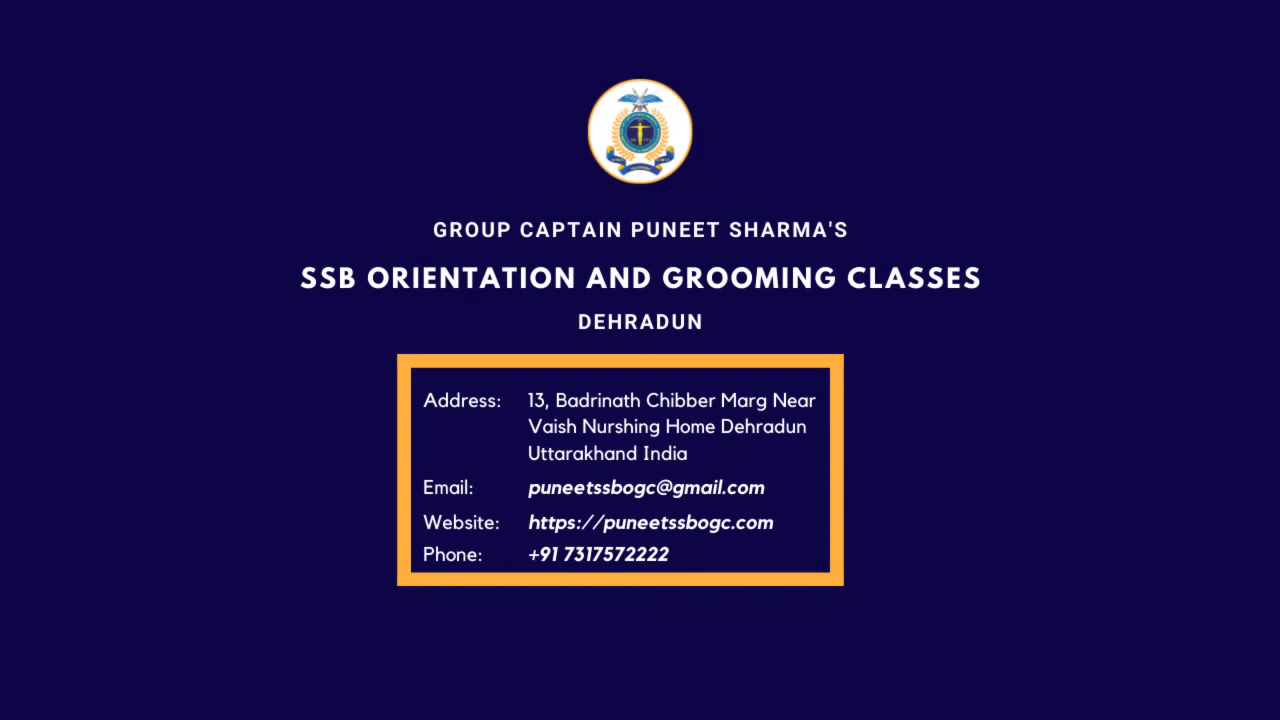 GROUP CAPTAIN PUNEET SHARMA'S
SSB ORIENTATION AND GROOMING CLASSES
DEHRADUN
Address: 13, Badrinath Chibber Marg Near
Vaish Nurshing Home Dehradun
Uttarakhand India
Email: puneetssbogc@gmail.com
Website: https://puneetssbogc.com
Phone: +91 7317572222